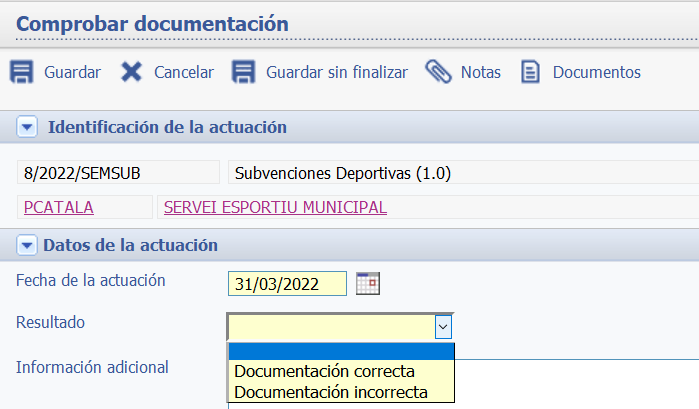 Comprobar documentación
Guardar Cancelar Guardar sin finalizar Notas Documentos
Identificación de la actuación
8/2022/SEMSUB Subvenciones Deportivas (1.0)
PCATALA SERVEI ESPORTIU MUNICIPAL
Datos de la actuación
Fecha de la actuación 31/03/2022
Resultado
Información adicional
Documentación correcta
Documentación incorrecta